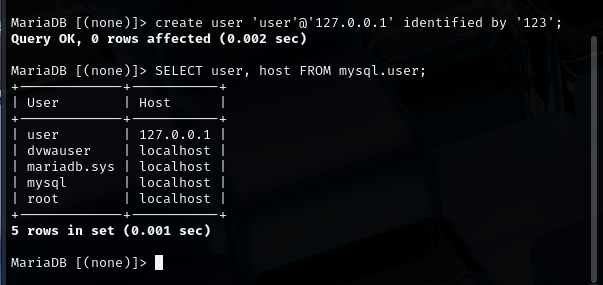 MariaDB [(none)]> create user 'user'@'127.0.0.1' identified by '123';
Query OK, 0 rows affected (0.002 sec)
MariaDB [(none)]> SELECT user, host FROM mysql.user;
+-------------+-----------+
| User        | Host      |
+-------------+-----------+
| user        | 127.0.0.1 |
| dvwauser    | localhost |
| mariadb.sys | localhost |
| mysql       | localhost |
| root        | localhost |
+-------------+-----------+
5 rows in set (0.001 sec)
MariaDB [(none)]>